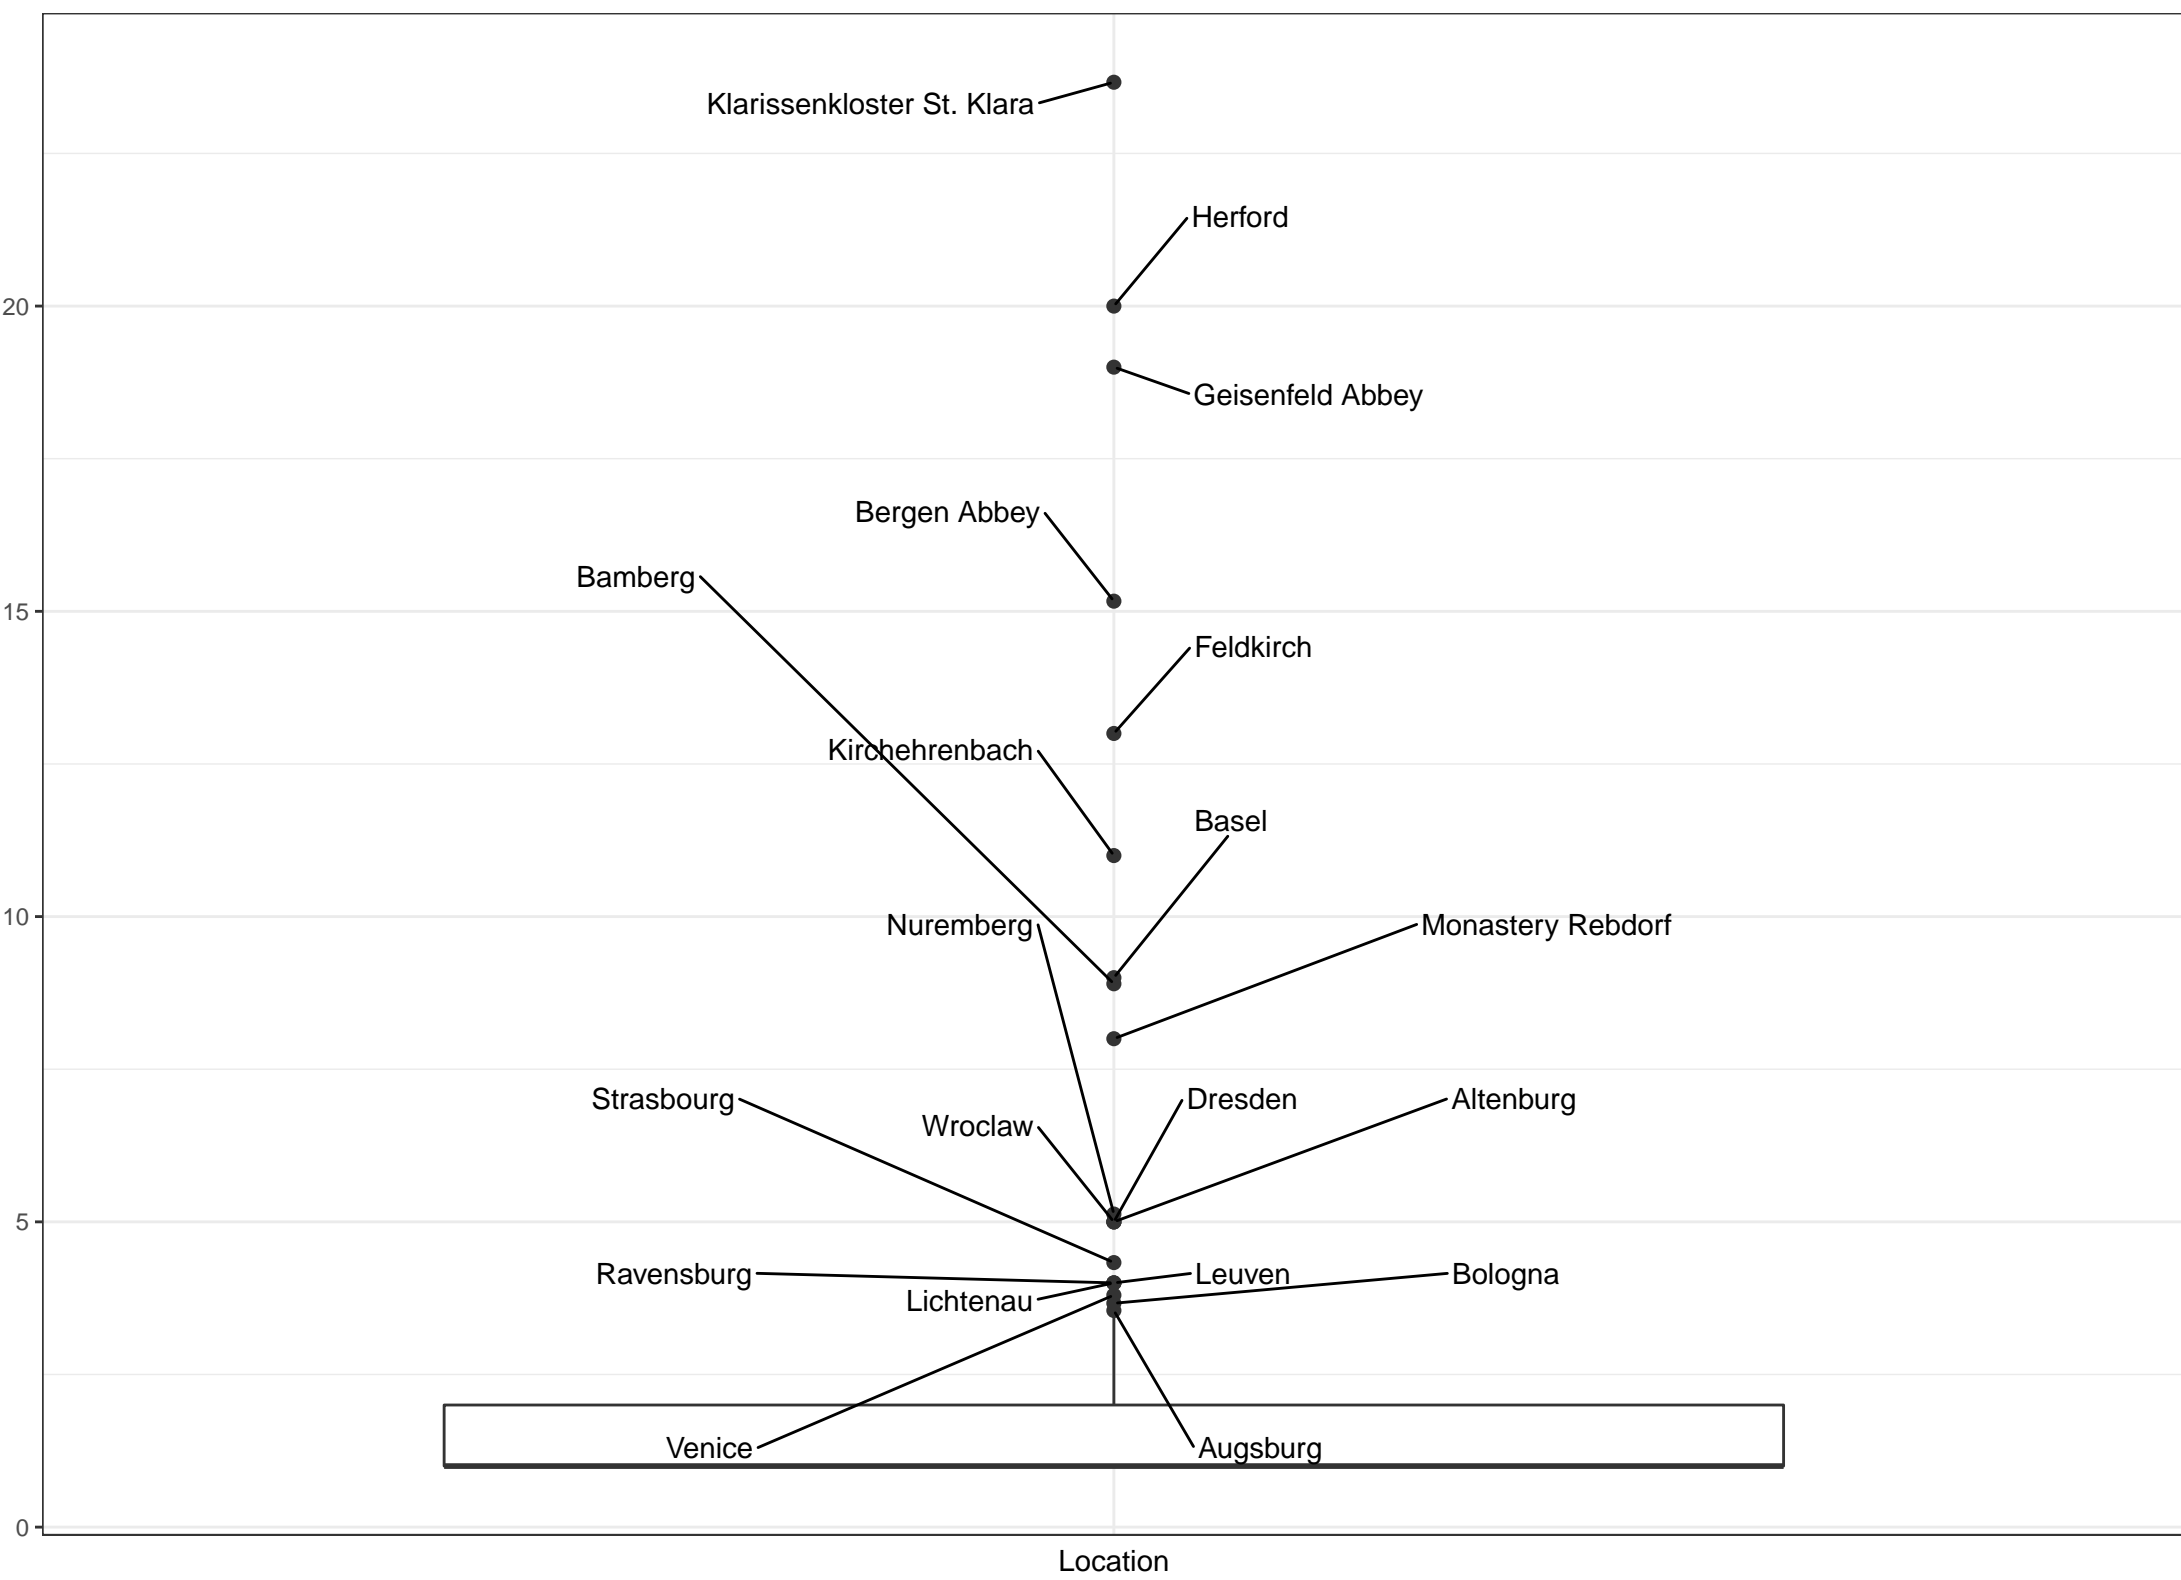 Klarissenkloster St. Klara
Herford
20
Geisenfeld Abbey
Bergen Abbey
Bamberg
15
Feldkirch
Kirchehrenbach
Basel
10
Nuremberg
Monastery Rebdorf
Strasbourg
Dresden
Altenburg
Wroclaw
5
Ravensburg
Leuven
Bologna
Lichtenau
Venice
Augsburg
0
Location